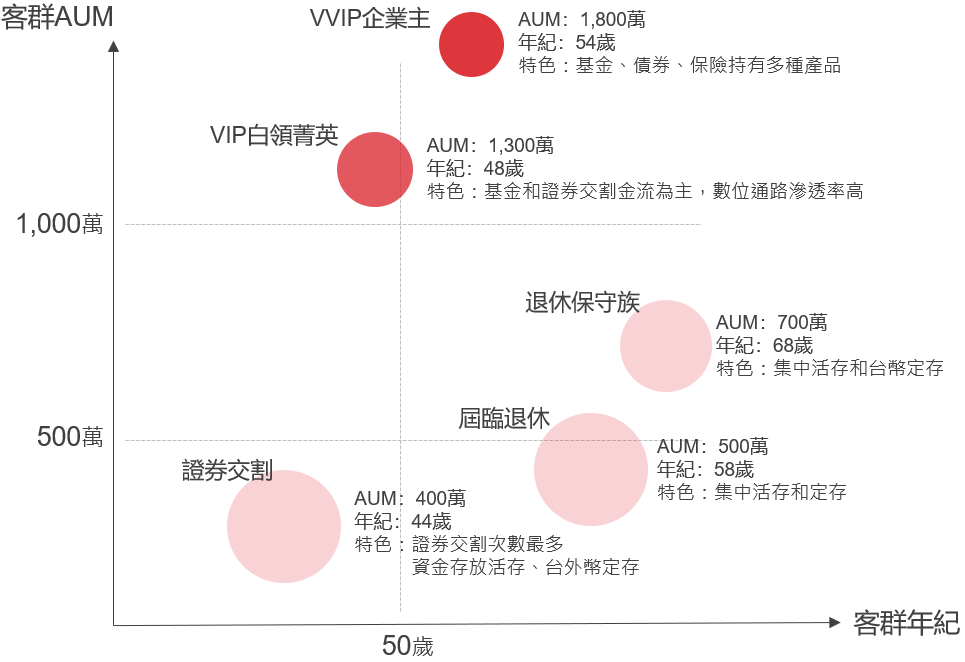 客群AUM
VVIP企業主
AUM：1,800萬
年紀：54歲
特色：基金、債券、保險持有多種產品
VIP白領菁英
AUM：1,300萬
年紀：48歲
特色：基金和證券交割金流為主，數位通路滲透率高
1,000萬
退休保守族
AUM：700萬
年紀：68歲
特色：集中活存和台幣定存
500萬
屆臨退休
AUM：500萬
年紀：58歲
特色：集中活存和定存
證券交割
AUM：400萬
年紀：44歲
特色：證券交割次數最多
資金存放活存、台外幣定存
客群年紀
50歲